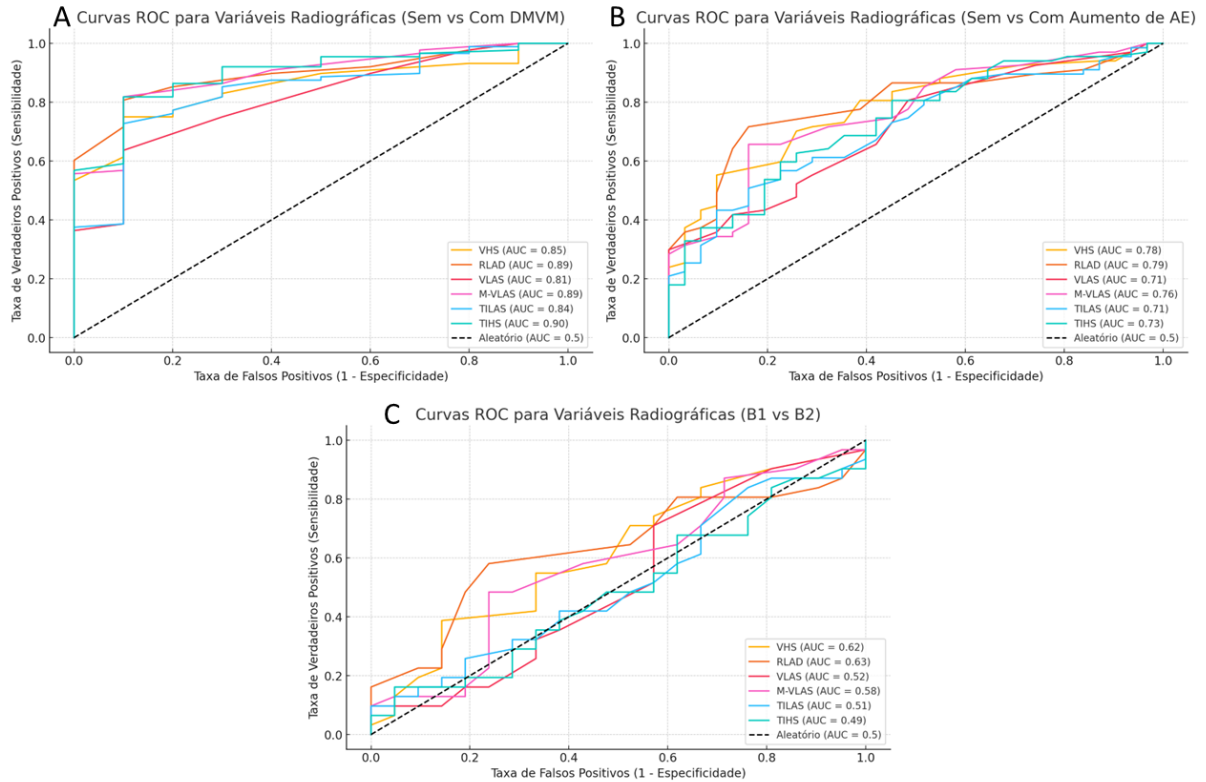 A Curvas ROC para Variáveis Radiográficas (Sem vs Com DMVM)
Taxa de Verdadeiros Positivos (Sensibilidade)
1.0
0.8
0.6
0.4
0.2
0.0
VHS (AUC = 0.85)
RLAD (AUC = 0.89)
VLAS (AUC = 0.81)
M-VLAS (AUC = 0.89)
TILAS (AUC = 0.84)
TIHS (AUC = 0.90)
Aleatório (AUC = 0.5)
0.0 0.2 0.4 0.6 0.8 1.0
Taxa de Falsos Positivos (1 - Especificidade)
B Curvas ROC para Variáveis Radiográficas (Sem vs Com Aumento de AE)
Taxa de Verdadeiros Positivos (Sensibilidade)
1.0
0.8
0.6
0.4
0.2
0.0
VHS (AUC = 0.78)
RLAD (AUC = 0.79)
VLAS (AUC = 0.71)
M-VLAS (AUC = 0.76)
TILAS (AUC = 0.71)
TIHS (AUC = 0.73)
Aleatório (AUC = 0.5)
0.0 0.2 0.4 0.6 0.8 1.0
Taxa de Falsos Positivos (1 - Especificidade)
C Curvas ROC para Variáveis Radiográficas (B1 vs B2)
Taxa de Verdadeiros Positivos (Sensibilidade)
1.0
0.8
0.6
0.4
0.2
0.0
VHS (AUC = 0.62)
RLAD (AUC = 0.63)
VLAS (AUC = 0.52)
M-VLAS (AUC = 0.58)
TILAS (AUC = 0.51)
TIHS (AUC = 0.49)
Aleatório (AUC = 0.5)
0.0 0.2 0.4 0.6 0.8 1.0
Taxa de Falsos Positivos (1 - Especificidade)